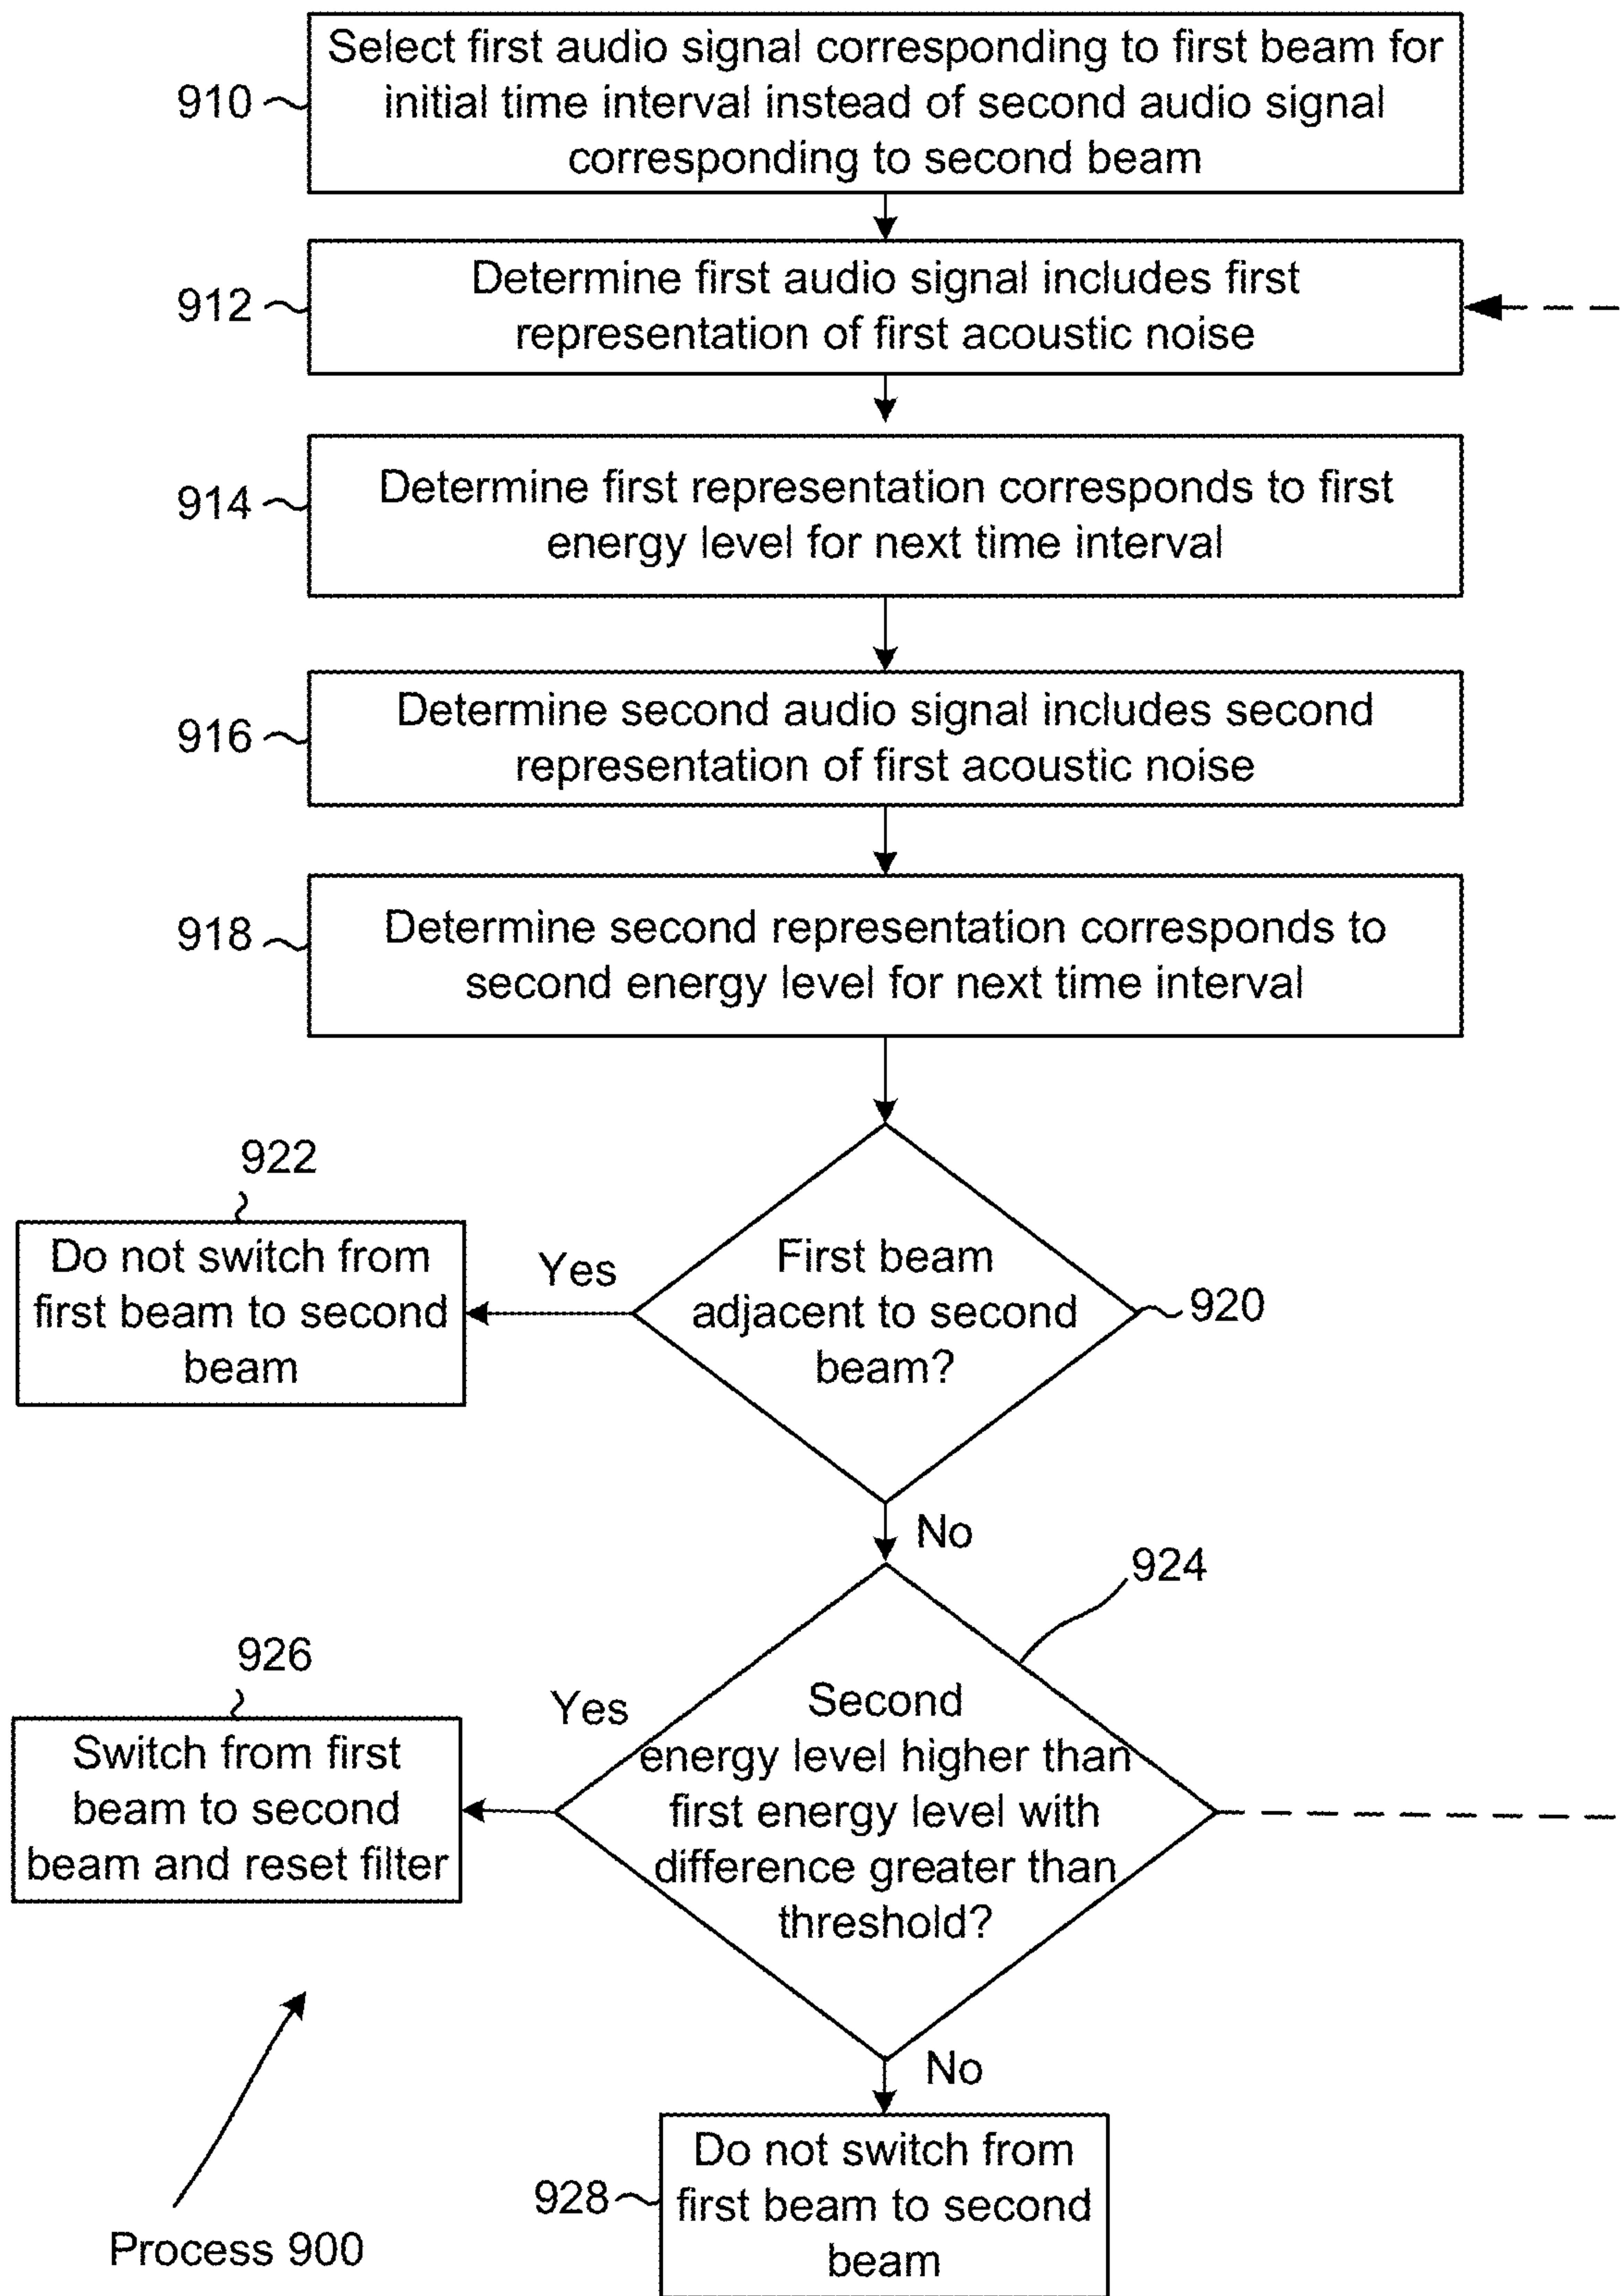 Select first audio signal corresponding to first beam for
910
initial time interval instead of second audio signal
corresponding to second beam
Determine first audio signal includes first
912
representation of first acoustic noise
Determine first representation corresponds to first
914
energy level for next time interval
Determine second audio signal includes second
916
representation of first acoustic noise
Determine second representation corresponds to
918
second energy level for next time interval
922
Do not switch from
first beam to second
beam
Yes
First beam
adjacent to second
beam?
920
No
924
926
Switch from first
beam to second
beam and reset filter
Yes
Second
energy level higher than
first energy level with
difference greater than
threshold?
No
928
Do not switch from
first beam to second
beam
Process 900